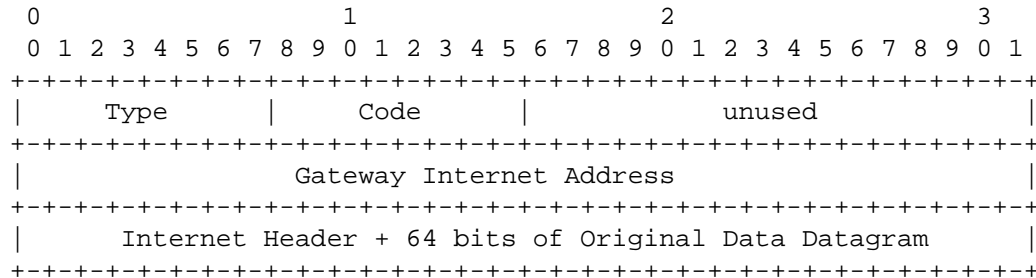 0                   1                   2                   3
0 1 2 3 4 5 6 7 8 9 0 1 2 3 4 5 6 7 8 9 0 1 2 3 4 5 6 7 8 9 0 1
+-+-+-+-+-+-+-+-+-+-+-+-+-+-+-+-+-+-+-+-+-+-+-+-+-+-+-+-+-+-+-+-+
|     Type      |     Code      |            unused             |
+-+-+-+-+-+-+-+-+-+-+-+-+-+-+-+-+-+-+-+-+-+-+-+-+-+-+-+-+-+-+-+-+
|                 Gateway Internet Address                      |
+-+-+-+-+-+-+-+-+-+-+-+-+-+-+-+-+-+-+-+-+-+-+-+-+-+-+-+-+-+-+-+-+
|      Internet Header + 64 bits of Original Data Datagram      |
+-+-+-+-+-+-+-+-+-+-+-+-+-+-+-+-+-+-+-+-+-+-+-+-+-+-+-+-+-+-+-+-+